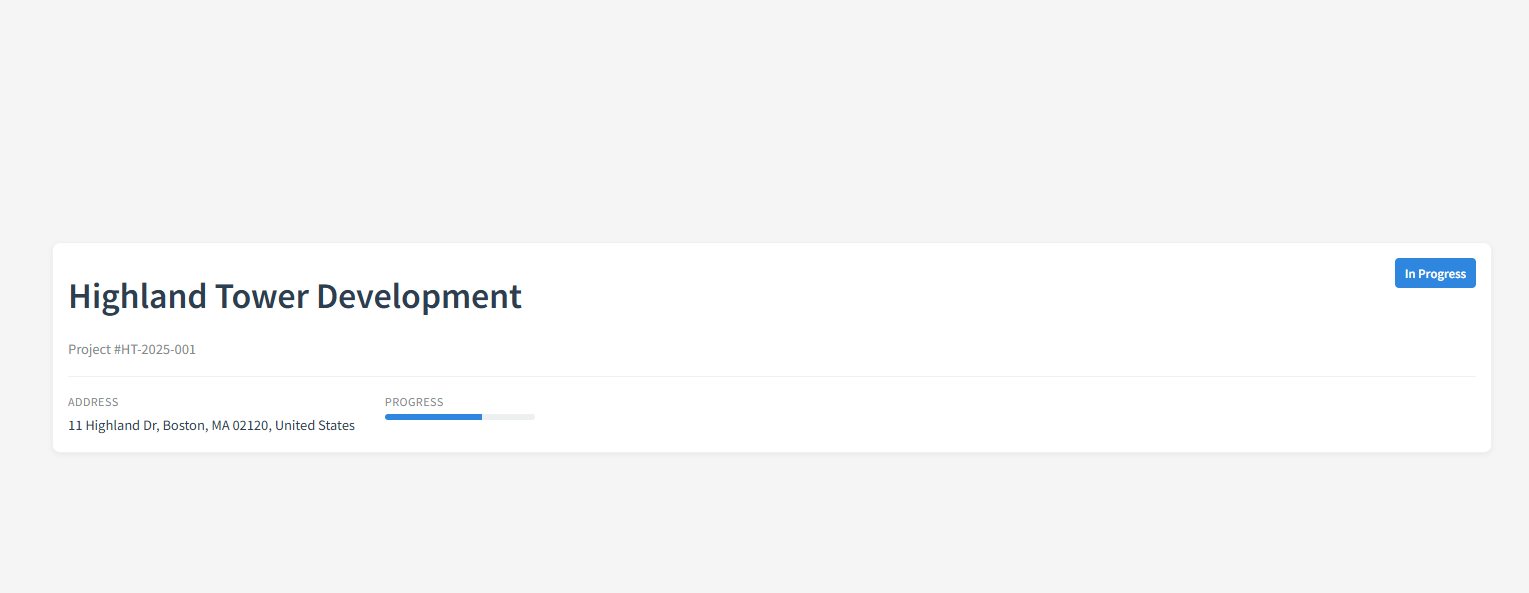 Highland Tower Development
In Progress
Project #HT-2025-001
ADDRESS
11 Highland Dr, Boston, MA 02120, United States
PROGRESS